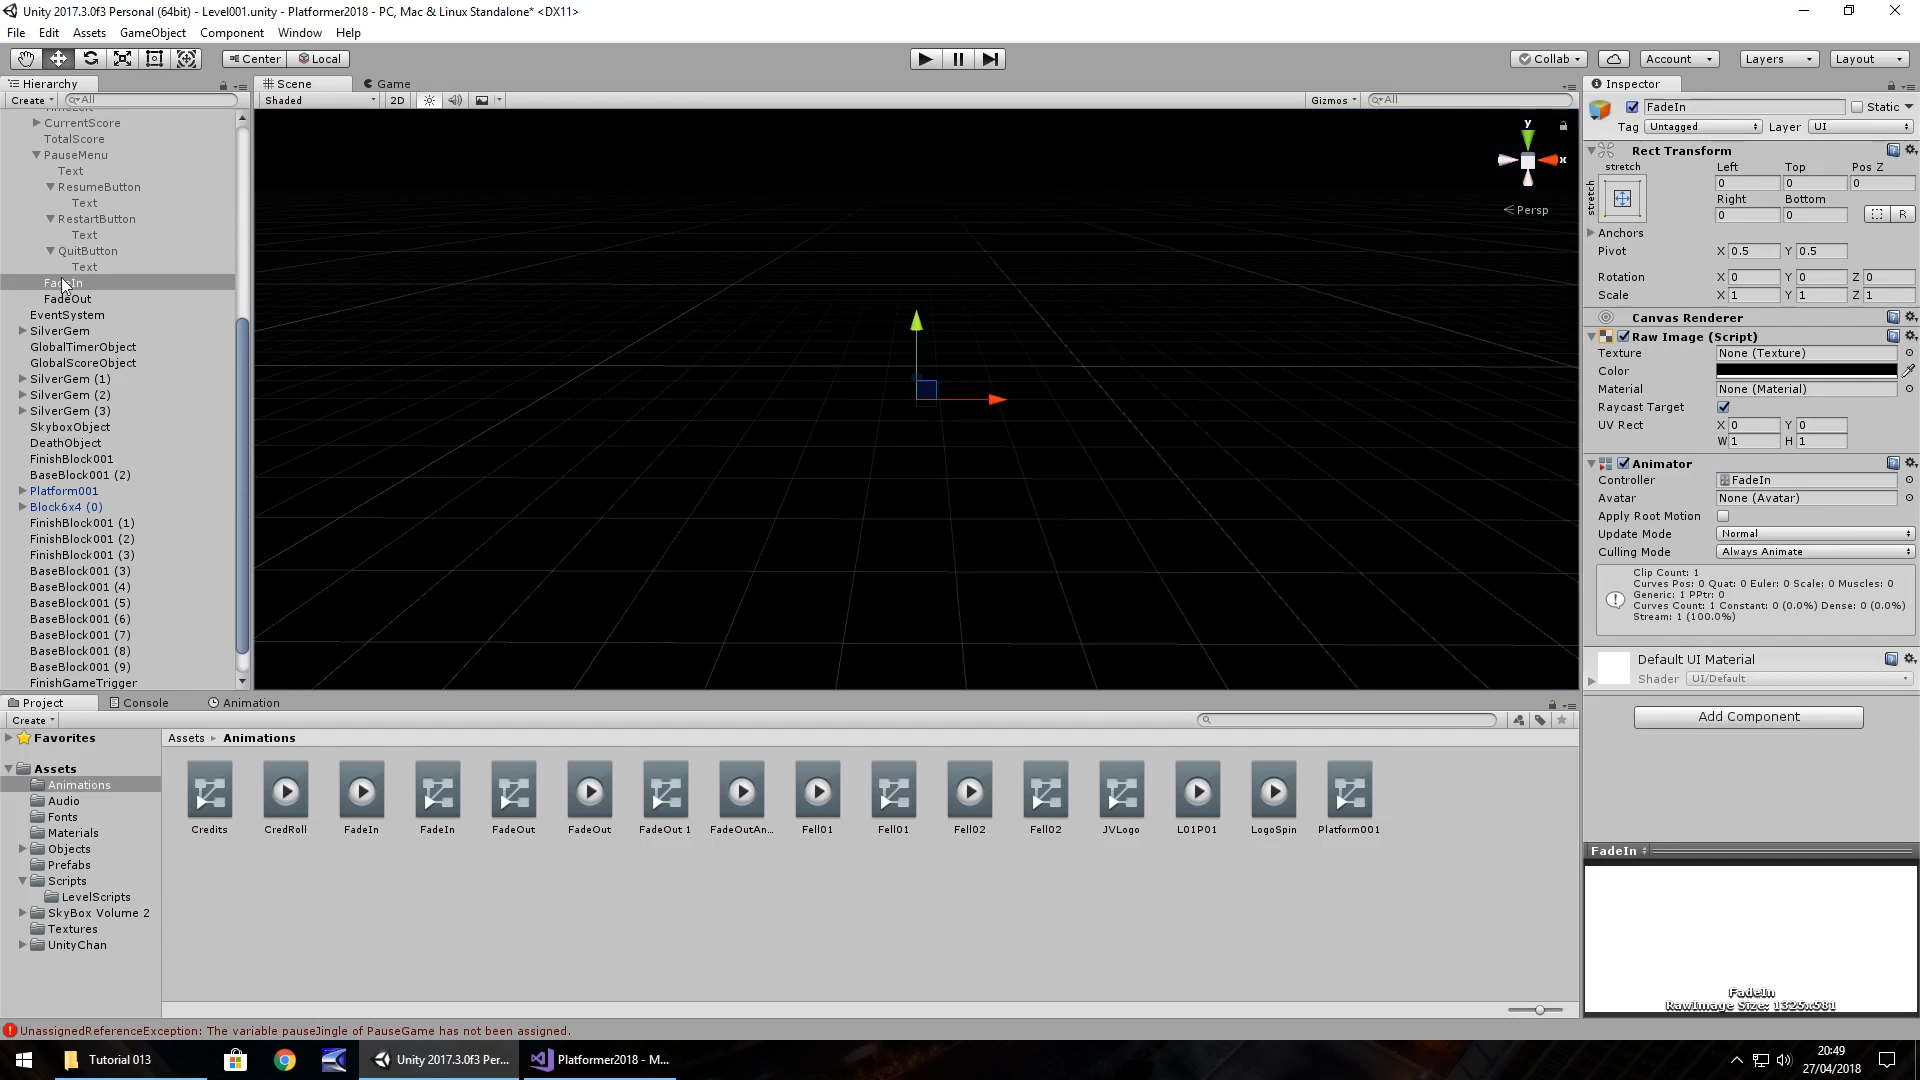 Unity 2017.3.0f3 Personal (64bit) - Level001.unity - Platformer2018 - PC, Mac & Linux Standalone* <DX11>
File Edit Assets GameObject Component Window Help
Center Local Collab Account Layers Layout
Hierarchy
Create All
CurrentScore
TotalScore
PauseMenu
Text
ResumeButton
Text
RestartButton
Text
QuitButton
Text
FadeIn
FadeOut
EventSystem
SilverGem
GlobalTimerObject
GlobalScoreObject
SilverGem (1)
SilverGem (2)
SilverGem (3)
SkyboxObject
DeathObject
FinishBlock001
BaseBlock001 (2)
Platform001
Block6x4 (0)
FinishBlock001 (1)
FinishBlock001 (2)
FinishBlock001 (3)
BaseBlock001 (3)
BaseBlock001 (4)
BaseBlock001 (5)
BaseBlock001 (6)
BaseBlock001 (7)
BaseBlock001 (8)
BaseBlock001 (9)
FinishGameTrigger
Scene Game
Shaded 2D Gizmos All
y
x
Persp
Inspector
FadeIn Static
Tag Untagged Layer UI
Rect Transform
stretch Left Top Pos Z
stretch
0 0 0
Right Bottom
0 0 R
Anchors
Pivot X 0.5 Y 0.5
Rotation X 0 Y 0 Z 0
Scale X 1 Y 1 Z 1
Canvas Renderer
Raw Image (Script)
Texture None (Texture)
Color
Material None (Material)
Raycast Target
UV Rect X 0 Y 0
W 1 H 1
Animator
Controller FadeIn
Avatar None (Avatar)
Apply Root Motion
Update Mode Normal
Culling Mode Always Animate
Clip Count: 1
Curves Pos: 0 Quat: 0 Euler: 0 Scale: 0 Muscles: 0
Generic: 1 PPtr: 0
Curves Count: 1 Constant: 0 (0.0%) Dense: 0 (0.0%)
Stream: 1 (100.0%)
Default UI Material
Shader UI/Default
Add Component
FadeIn
FadeIn
RawImage Size: 1325x581
Project Console Animation
Create
Favorites
Assets
Animations
Audio
Fonts
Materials
Objects
Prefabs
Scripts
LevelScripts
SkyBox Volume 2
Textures
UnityChan
Assets ▸ Animations
Credits CredRoll FadeIn FadeIn FadeOut FadeOut FadeOut 1 FadeOutAn... Fell01 Fell01 Fell02 Fell02 JVLogo L01P01 LogoSpin Platform001
UnassignedReferenceException: The variable pauseJingle of PauseGame has not been assigned.
Tutorial 013 Unity 2017.3.0f3 Per... Platformer2018 - M...
20:49
27/04/2018